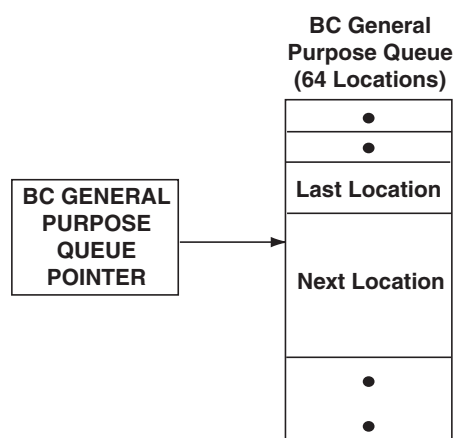 BC General
Purpose Queue
(64 Locations)
Last Location
BC GENERAL
PURPOSE
QUEUE
POINTER
Next Location